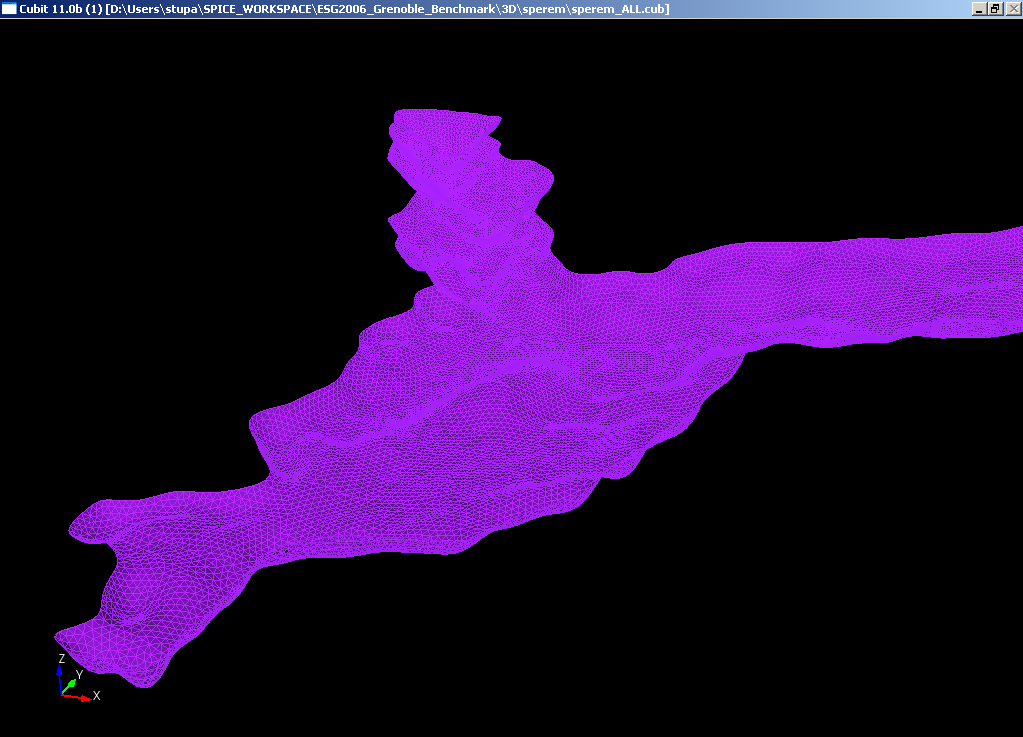 Cubit 11.0b (1) [D:\Users\stupa\SPICE_WORKSPACE\ESG2006_Grenoble_Benchmark\3D\sperem\sperem_ALL.cub]
Z
Y
X